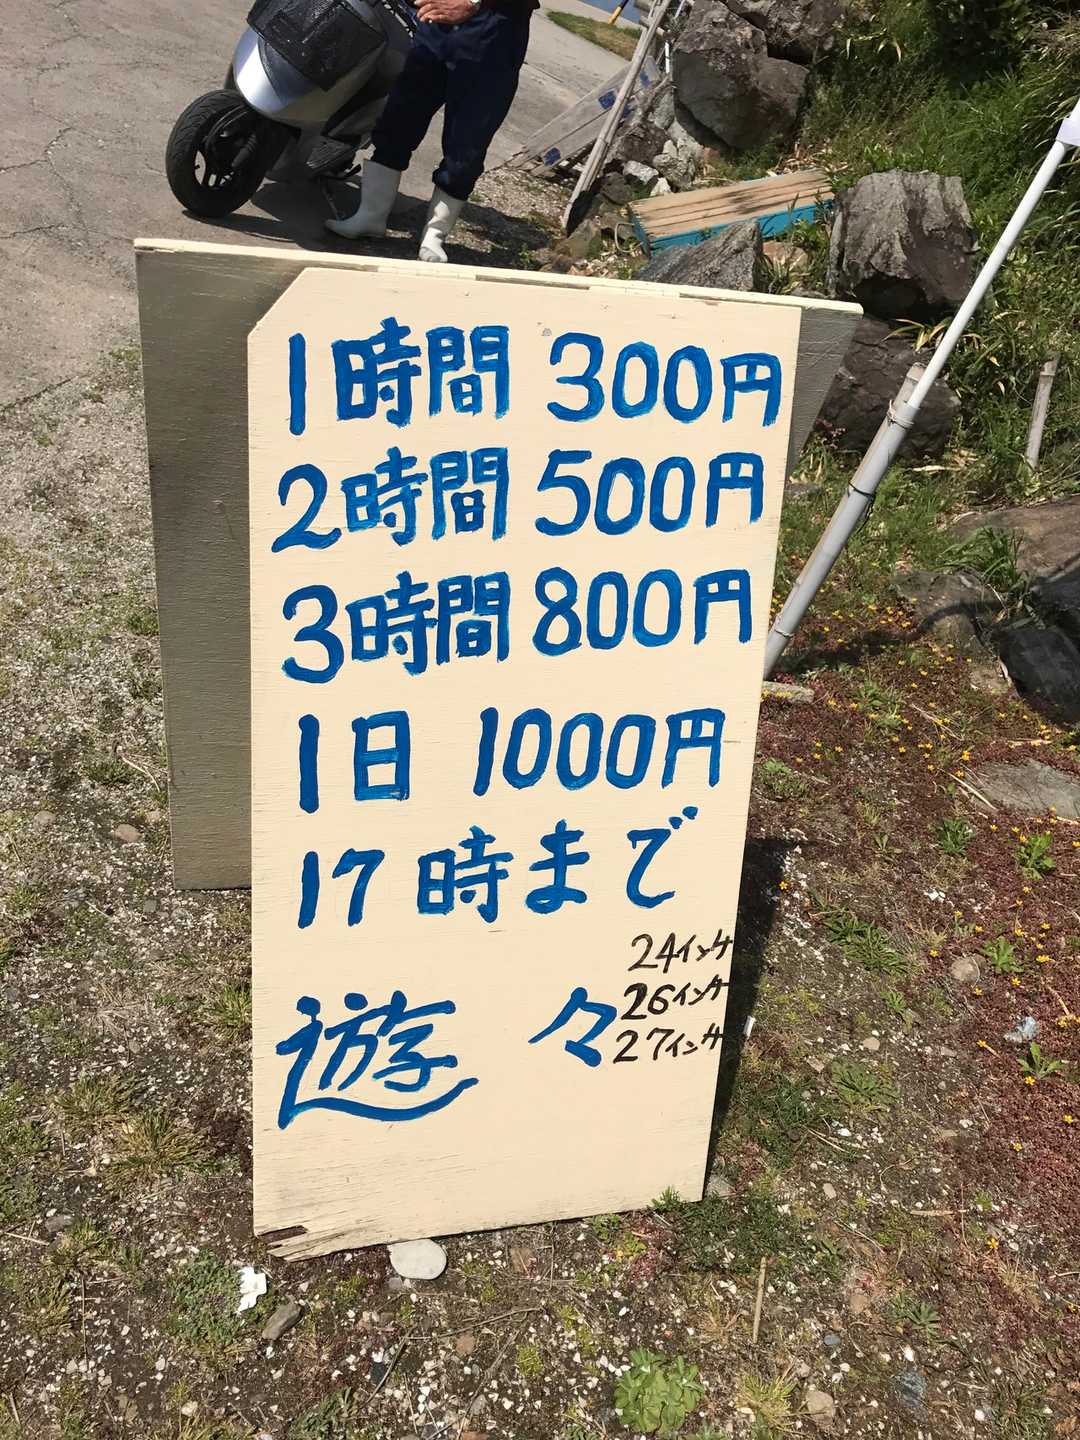 1時間 300円
2時間 500円
3時間 800円
1日 1000円
17時まで
24インチ
26インチ
27インチ
遊 々